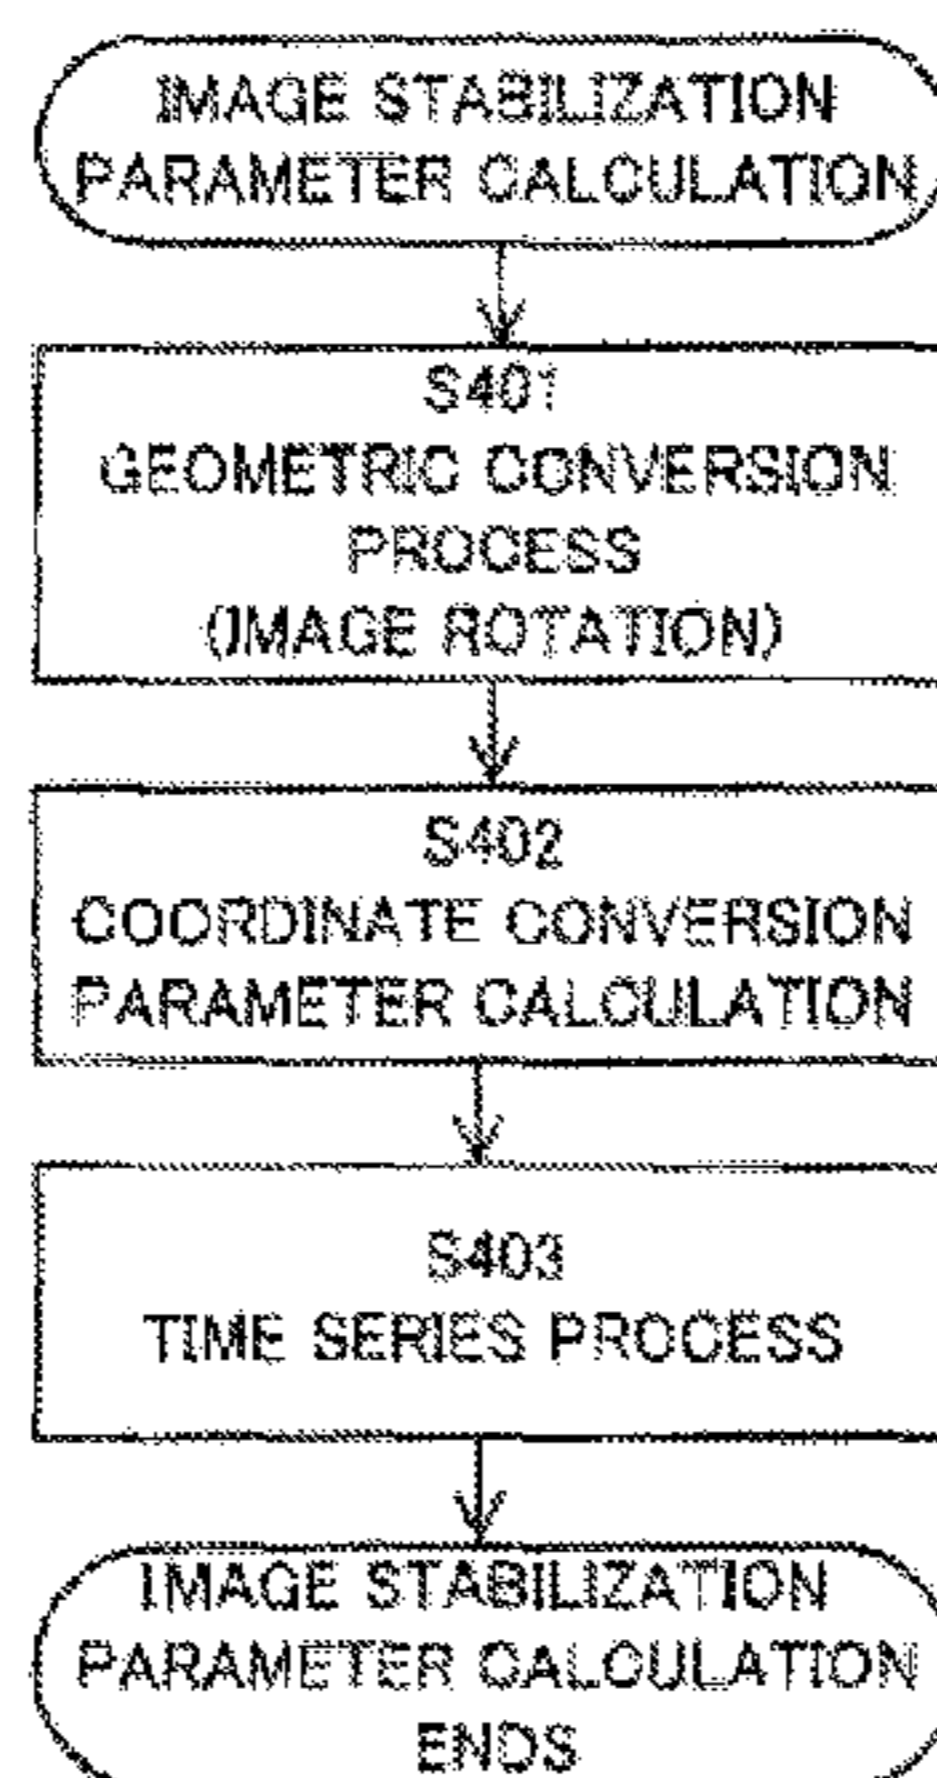 IMAGE STABILIZATION
PARAMETER CALCULATION
S401
GEOMETRIC CONVERSION
PROCESS
(IMAGE ROTATION)
S402
COORDINATE CONVERSION
PARAMETER CALCULATION
S403
TIME SERIES PROCESS
IMAGE STABILIZATION
PARAMETER CALCULATION
ENDS